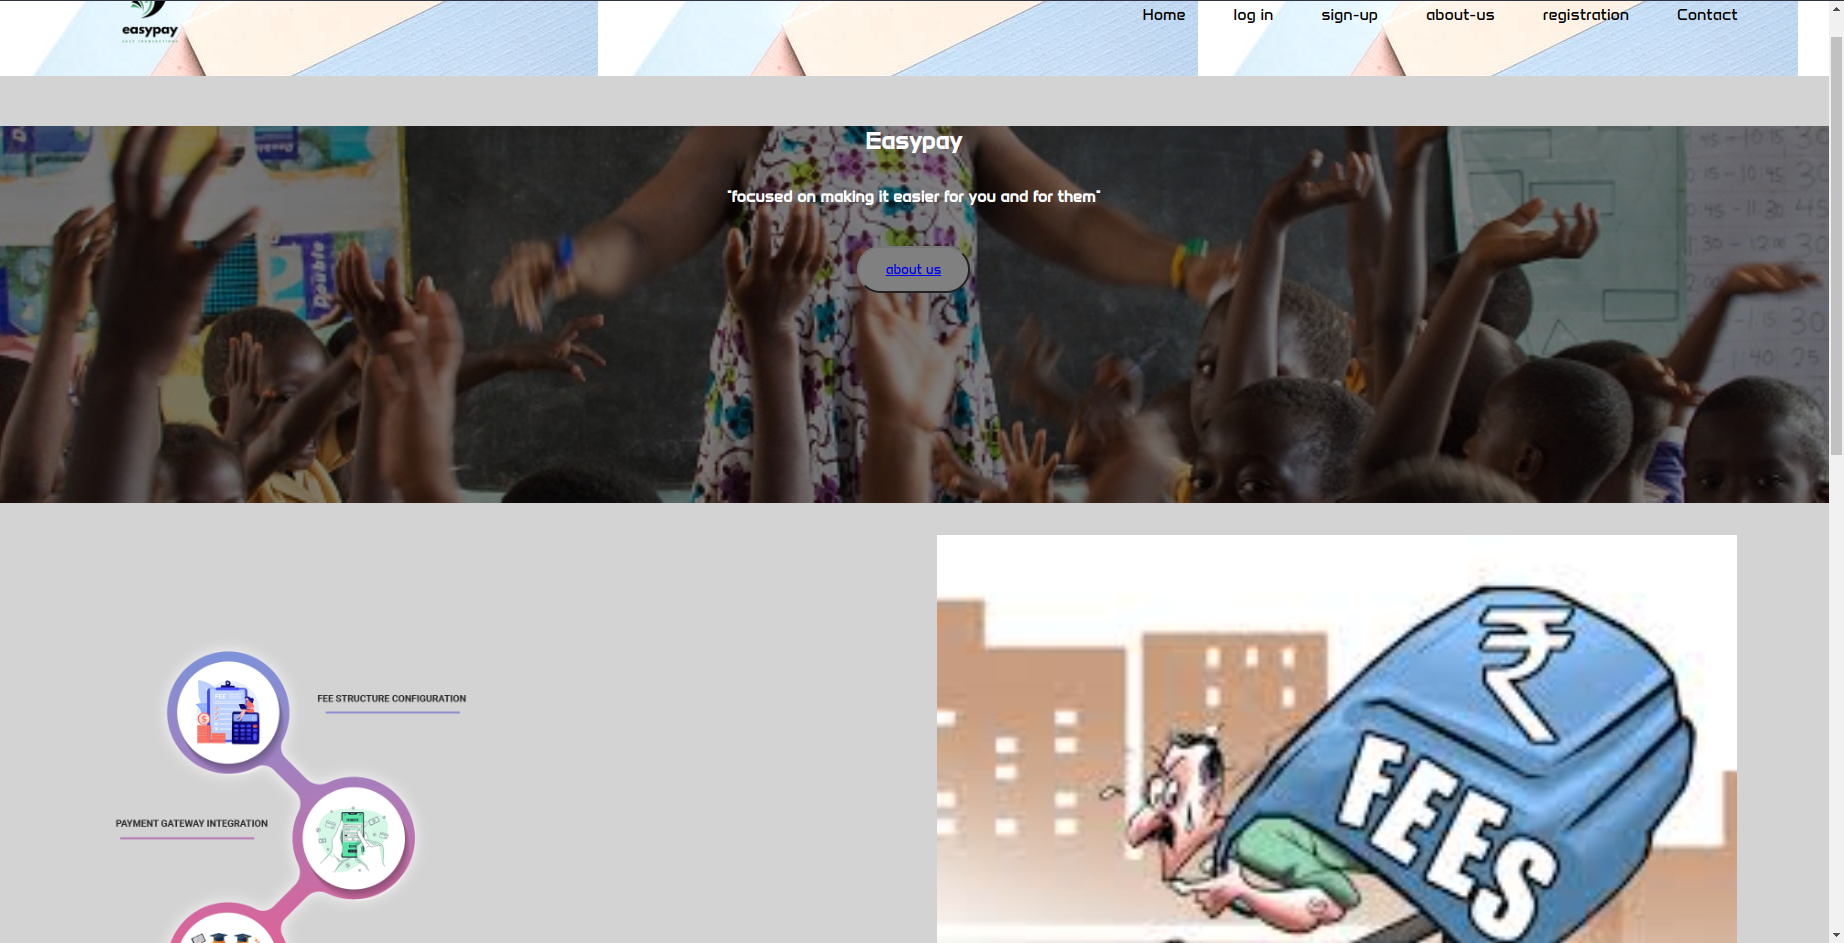 easypay
Home
log in
sign-up
about-us
registration
Contact
Easypay
"focused on making it easier for you and for them"
about us
Double
FEE STRUCTURE CONFIGURATION
PAYMENT GATEWAY INTEGRATION
₹
FEES